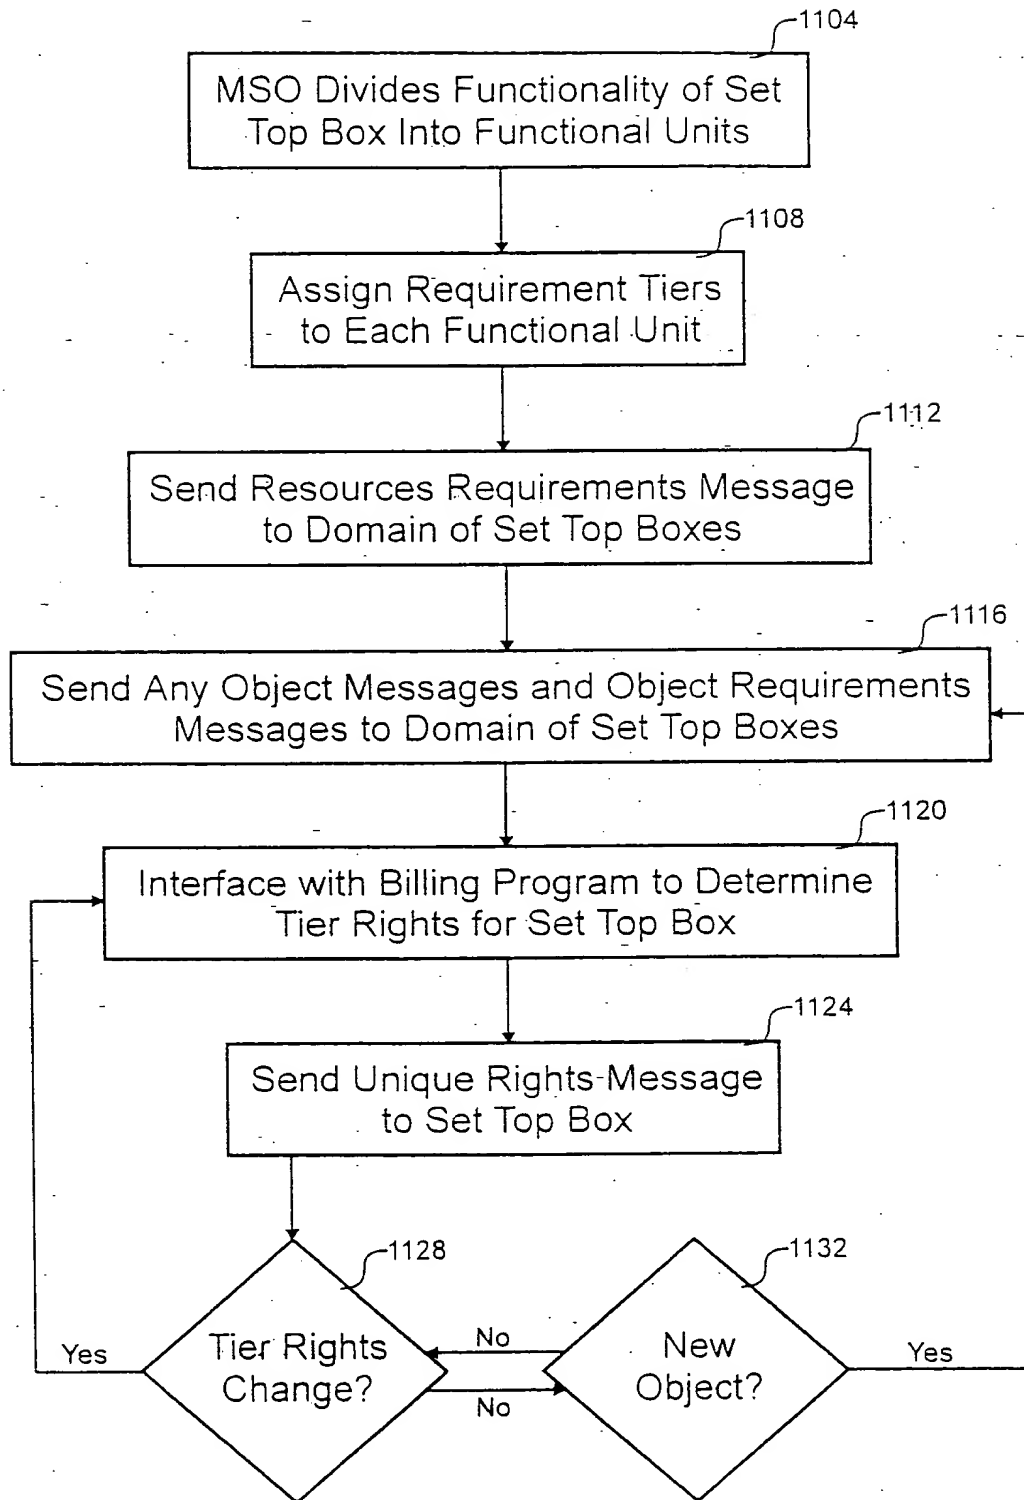 1104
MSO Divides Functionality of Set
Top Box Into Functional Units
1108
Assign Requirement Tiers
to Each Functional Unit
1112
Send Resources Requirements Message
to Domain of Set Top Boxes
1116
Send Any Object Messages and Object Requirements
Messages to Domain of Set Top Boxes
1120
Interface with Billing Program to Determine
Tier Rights for Set Top Box
1124
Send Unique Rights-Message
to Set Top Box
1128
1132
Tier Rights
Change?
New
Object?
Yes
No
No
Yes